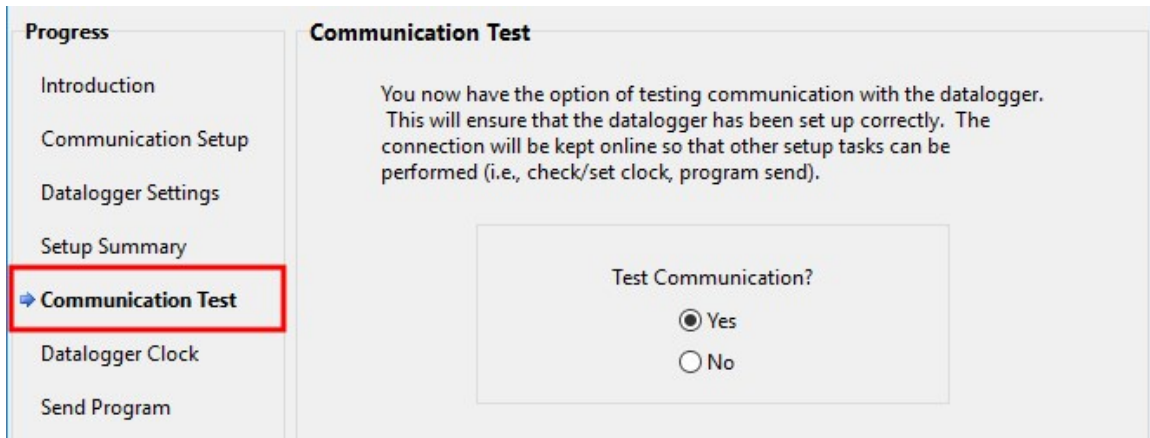 Progress
Introduction
Communication Setup
Datalogger Settings
Setup Summary
Communication Test
Datalogger Clock
Send Program
Communication Test
You now have the option of testing communication with the datalogger.
This will ensure that the datalogger has been set up correctly.  The
connection will be kept online so that other setup tasks can be
performed (i.e., check/set clock, program send).
Test Communication?
Yes
No